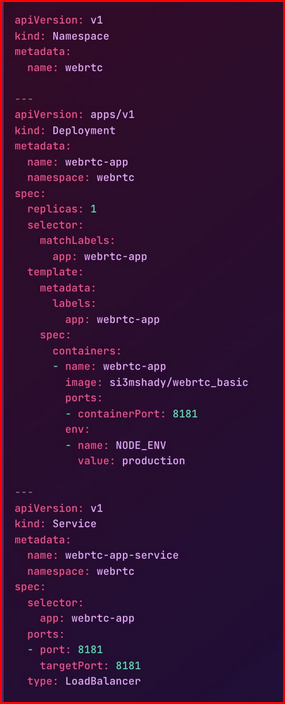 apiVersion: v1
kind: Namespace
metadata:
  name: webrtc

---
apiVersion: apps/v1
kind: Deployment
metadata:
  name: webrtc-app
  namespace: webrtc
spec:
  replicas: 1
  selector:
    matchLabels:
      app: webrtc-app
  template:
    metadata:
      labels:
        app: webrtc-app
    spec:
      containers:
      - name: webrtc-app
        image: si3mshady/webrtc_basic
        ports:
        - containerPort: 8181
        env:
        - name: NODE_ENV
          value: production

---
apiVersion: v1
kind: Service
metadata:
  name: webrtc-app-service
  namespace: webrtc
spec:
  selector:
    app: webrtc-app
  ports:
  - port: 8181
    targetPort: 8181
  type: LoadBalancer